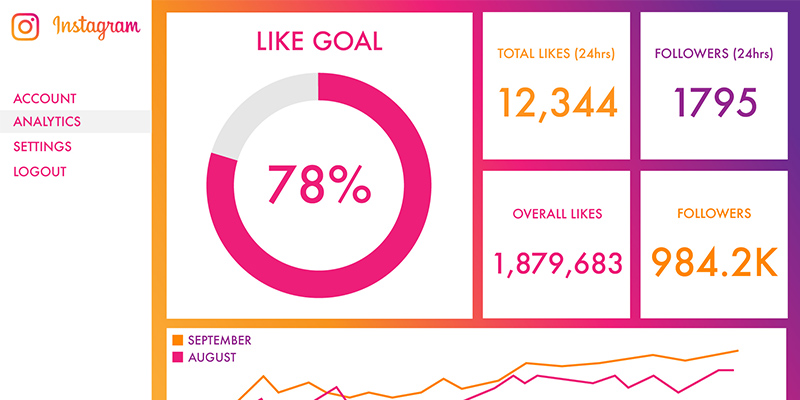 Instagram
ACCOUNT
ANALYTICS
SETTINGS
LOGOUT
LIKE GOAL
78%
TOTAL LIKES (24hrs)
12,344
FOLLOWERS (24hrs)
1795
OVERALL LIKES
1,879,683
FOLLOWERS
984.2K
SEPTEMBER
AUGUST